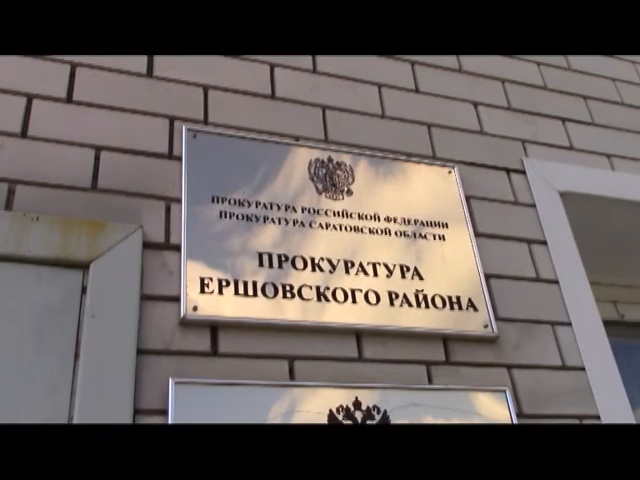 ПРОКУРАТУРА РОССИЙСКОЙ ФЕДЕРАЦИИ
ПРОКУРАТУРА САРАТОВСКОЙ ОБЛАСТИ
ПРОКУРАТУРА
ЕРШОВСКОГО РАЙОНА